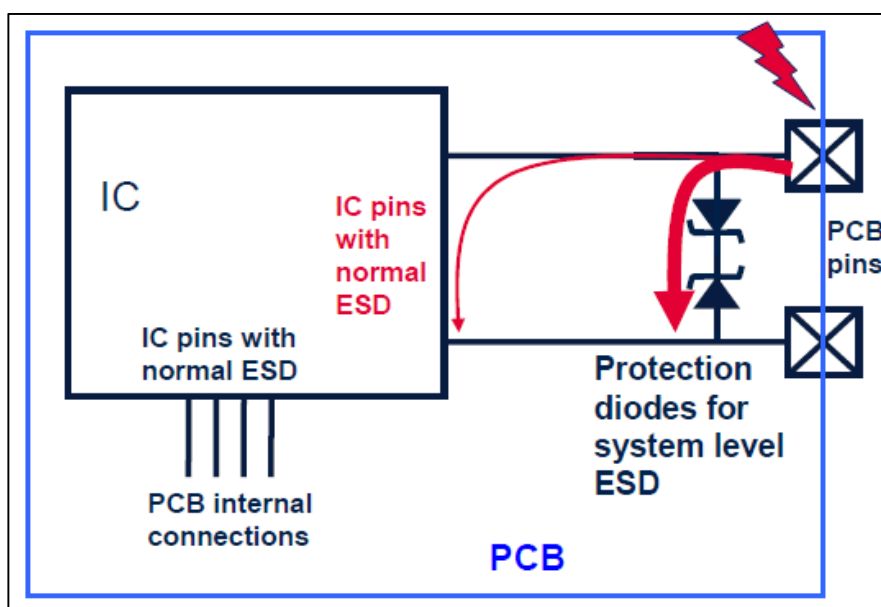 IC
IC pins
with
normal
ESD
PCB
pins
IC pins with
normal ESD
Protection
diodes for
system level
ESD
PCB internal
connections
PCB